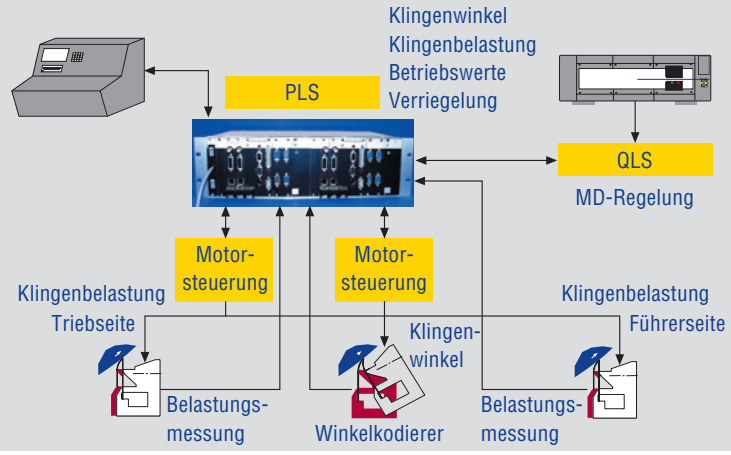 Klingenwinkel
Klingenbelastung
Betriebswerte
Verriegelung
PLS
QLS
MD-Regelung
Motor-
steuerung
Motor-
steuerung
Klingenbelastung
Triebseite
Klingen-
winkel
Klingenbelastung
Führerseite
Belastungs-
messung
Winkelkodierer
Belastungs-
messung